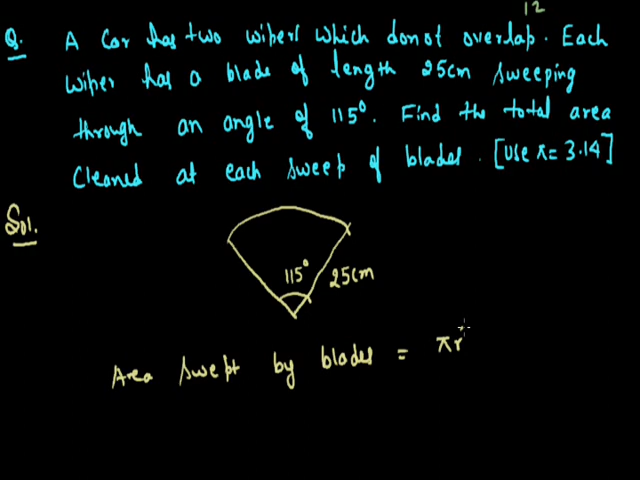 12
Q. A Car has two wipers which donot overlap. Each
wiper has a blade of length 25cm sweeping
through an angle of 115°. Find the total area
cleaned at each sweep of blades. [Use π = 3.14]
Sol.
115° 25cm
Area swept by blades = πr